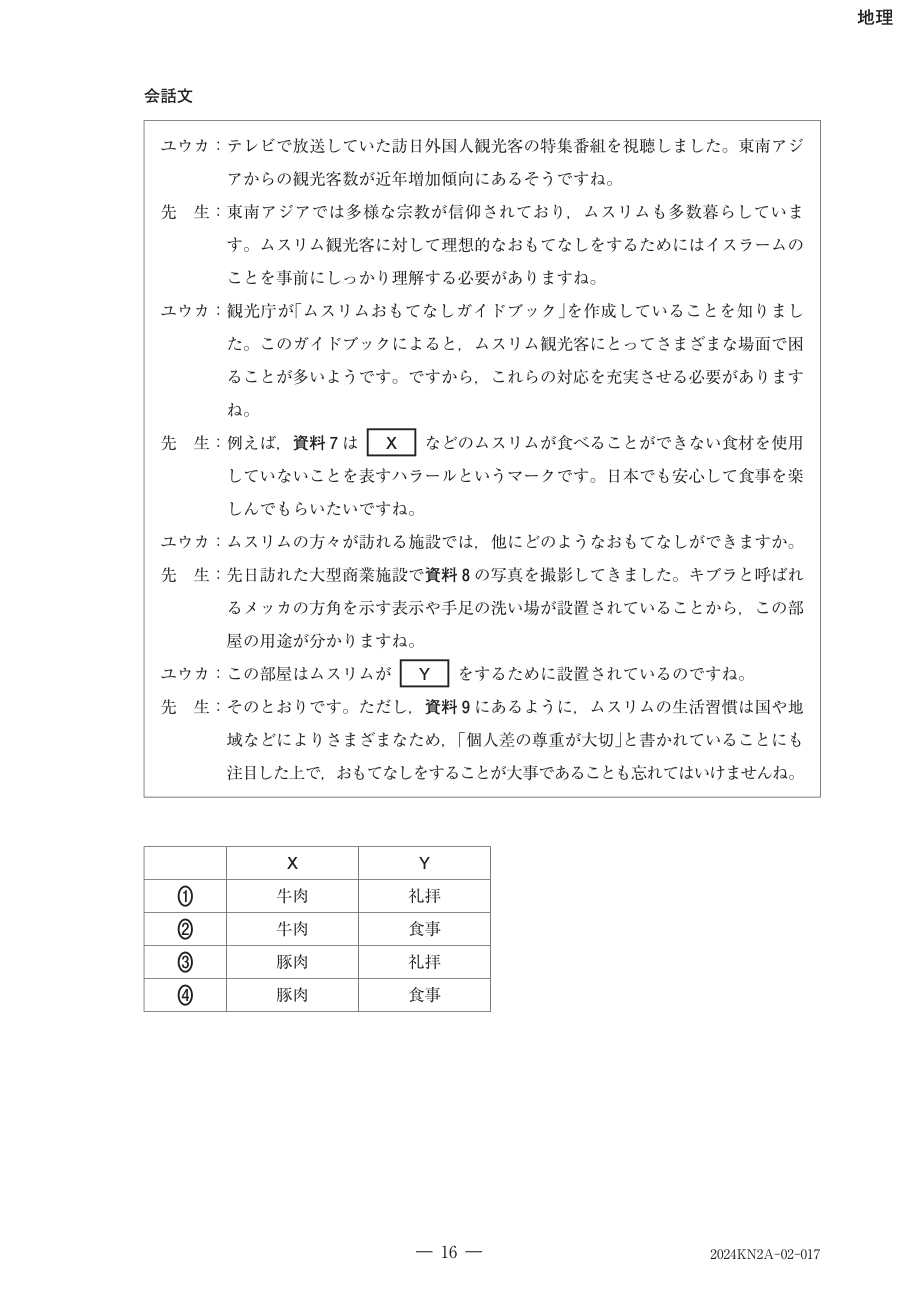 地理
会話文
ユウカ：テレビで放送していた訪日外国人観光客の特集番組を視聴しました。東南アジ
アからの観光客数が近年増加傾向にあるそうですね。
先　生：東南アジアでは多様な宗教が信仰されており，ムスリムも多数暮らしていま
す。ムスリム観光客に対して理想的なおもてなしをするためにはイスラームの
ことを事前にしっかり理解する必要がありますね。
ユウカ：観光庁が「ムスリムおもてなしガイドブック」を作成していることを知りまし
た。このガイドブックによると，ムスリム観光客にとってさまざまな場面で困
ることが多いようです。ですから，これらの対応を充実させる必要があります
ね。
先　生：例えば，資料7は X などのムスリムが食べることができない食材を使用
していないことを表すハラールというマークです。日本でも安心して食事を楽
しんでもらいたいですね。
ユウカ：ムスリムの方々が訪れる施設では，他にどのようなおもてなしができますか。
先　生：先日訪れた大型商業施設で資料8の写真を撮影してきました。キブラと呼ばれ
るメッカの方角を示す表示や手足の洗い場が設置されていることから，この部
屋の用途が分かりますね。
ユウカ：この部屋はムスリムが Y をするために設置されているのですね。
先　生：そのとおりです。ただし，資料9にあるように，ムスリムの生活習慣は国や地
域などによりさまざまなため，「個人差の尊重が大切」と書かれていることにも
注目した上で，おもてなしをすることが大事であることも忘れてはいけませんね。
X Y
① 牛肉 礼拝
② 牛肉 食事
③ 豚肉 礼拝
④ 豚肉 食事
― 16 ―
2024KN2A-02-017